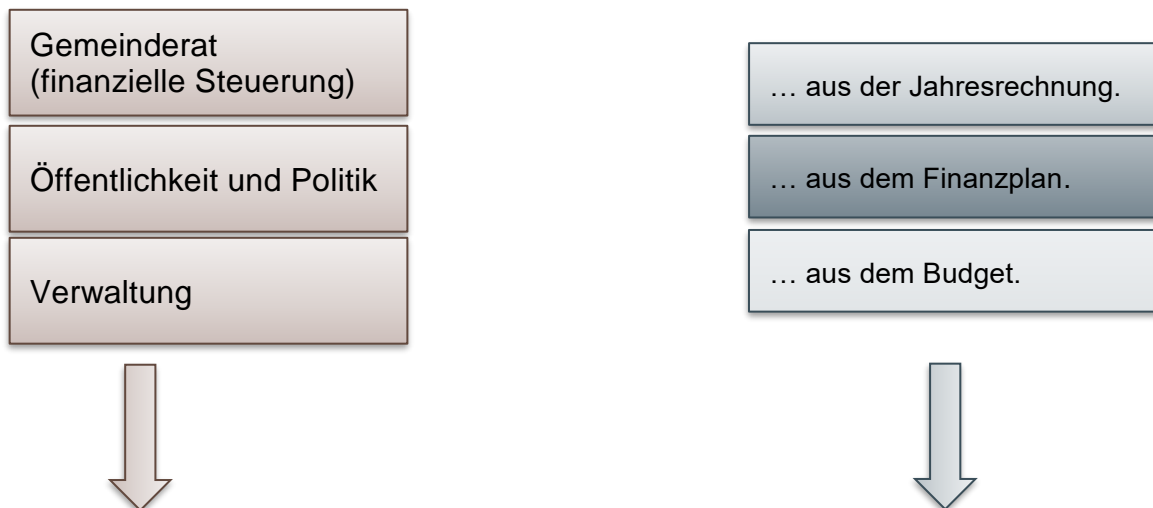 Gemeinderat
(finanzielle Steuerung)
Öffentlichkeit und Politik
Verwaltung
… aus der Jahresrechnung.
… aus dem Finanzplan.
… aus dem Budget.